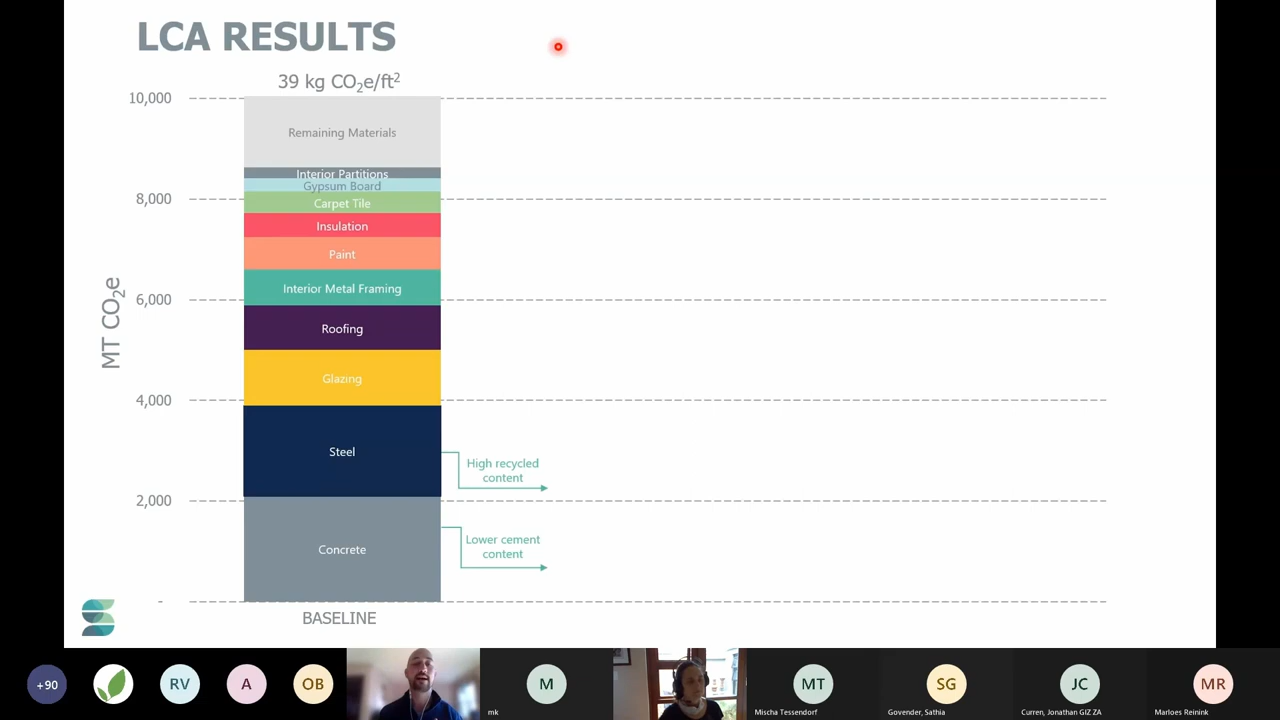 LCA RESULTS
39 kg CO₂e/ft²
10,000
Remaining Materials
Interior Partitions
Gypsum Board
8,000
Carpet Tile
Insulation
Paint
Interior Metal Framing
6,000
MT CO₂e
Roofing
Glazing
4,000
Steel
High recycled
content
2,000
Concrete
Lower cement
content
-
BASELINE
+90
RV
A
OB
M
mk
MT
Mischa Tessendorf
SG
Govender, Sathia
JC
Curren, Jonathan GIZ ZA
MR
Marloes Reinink